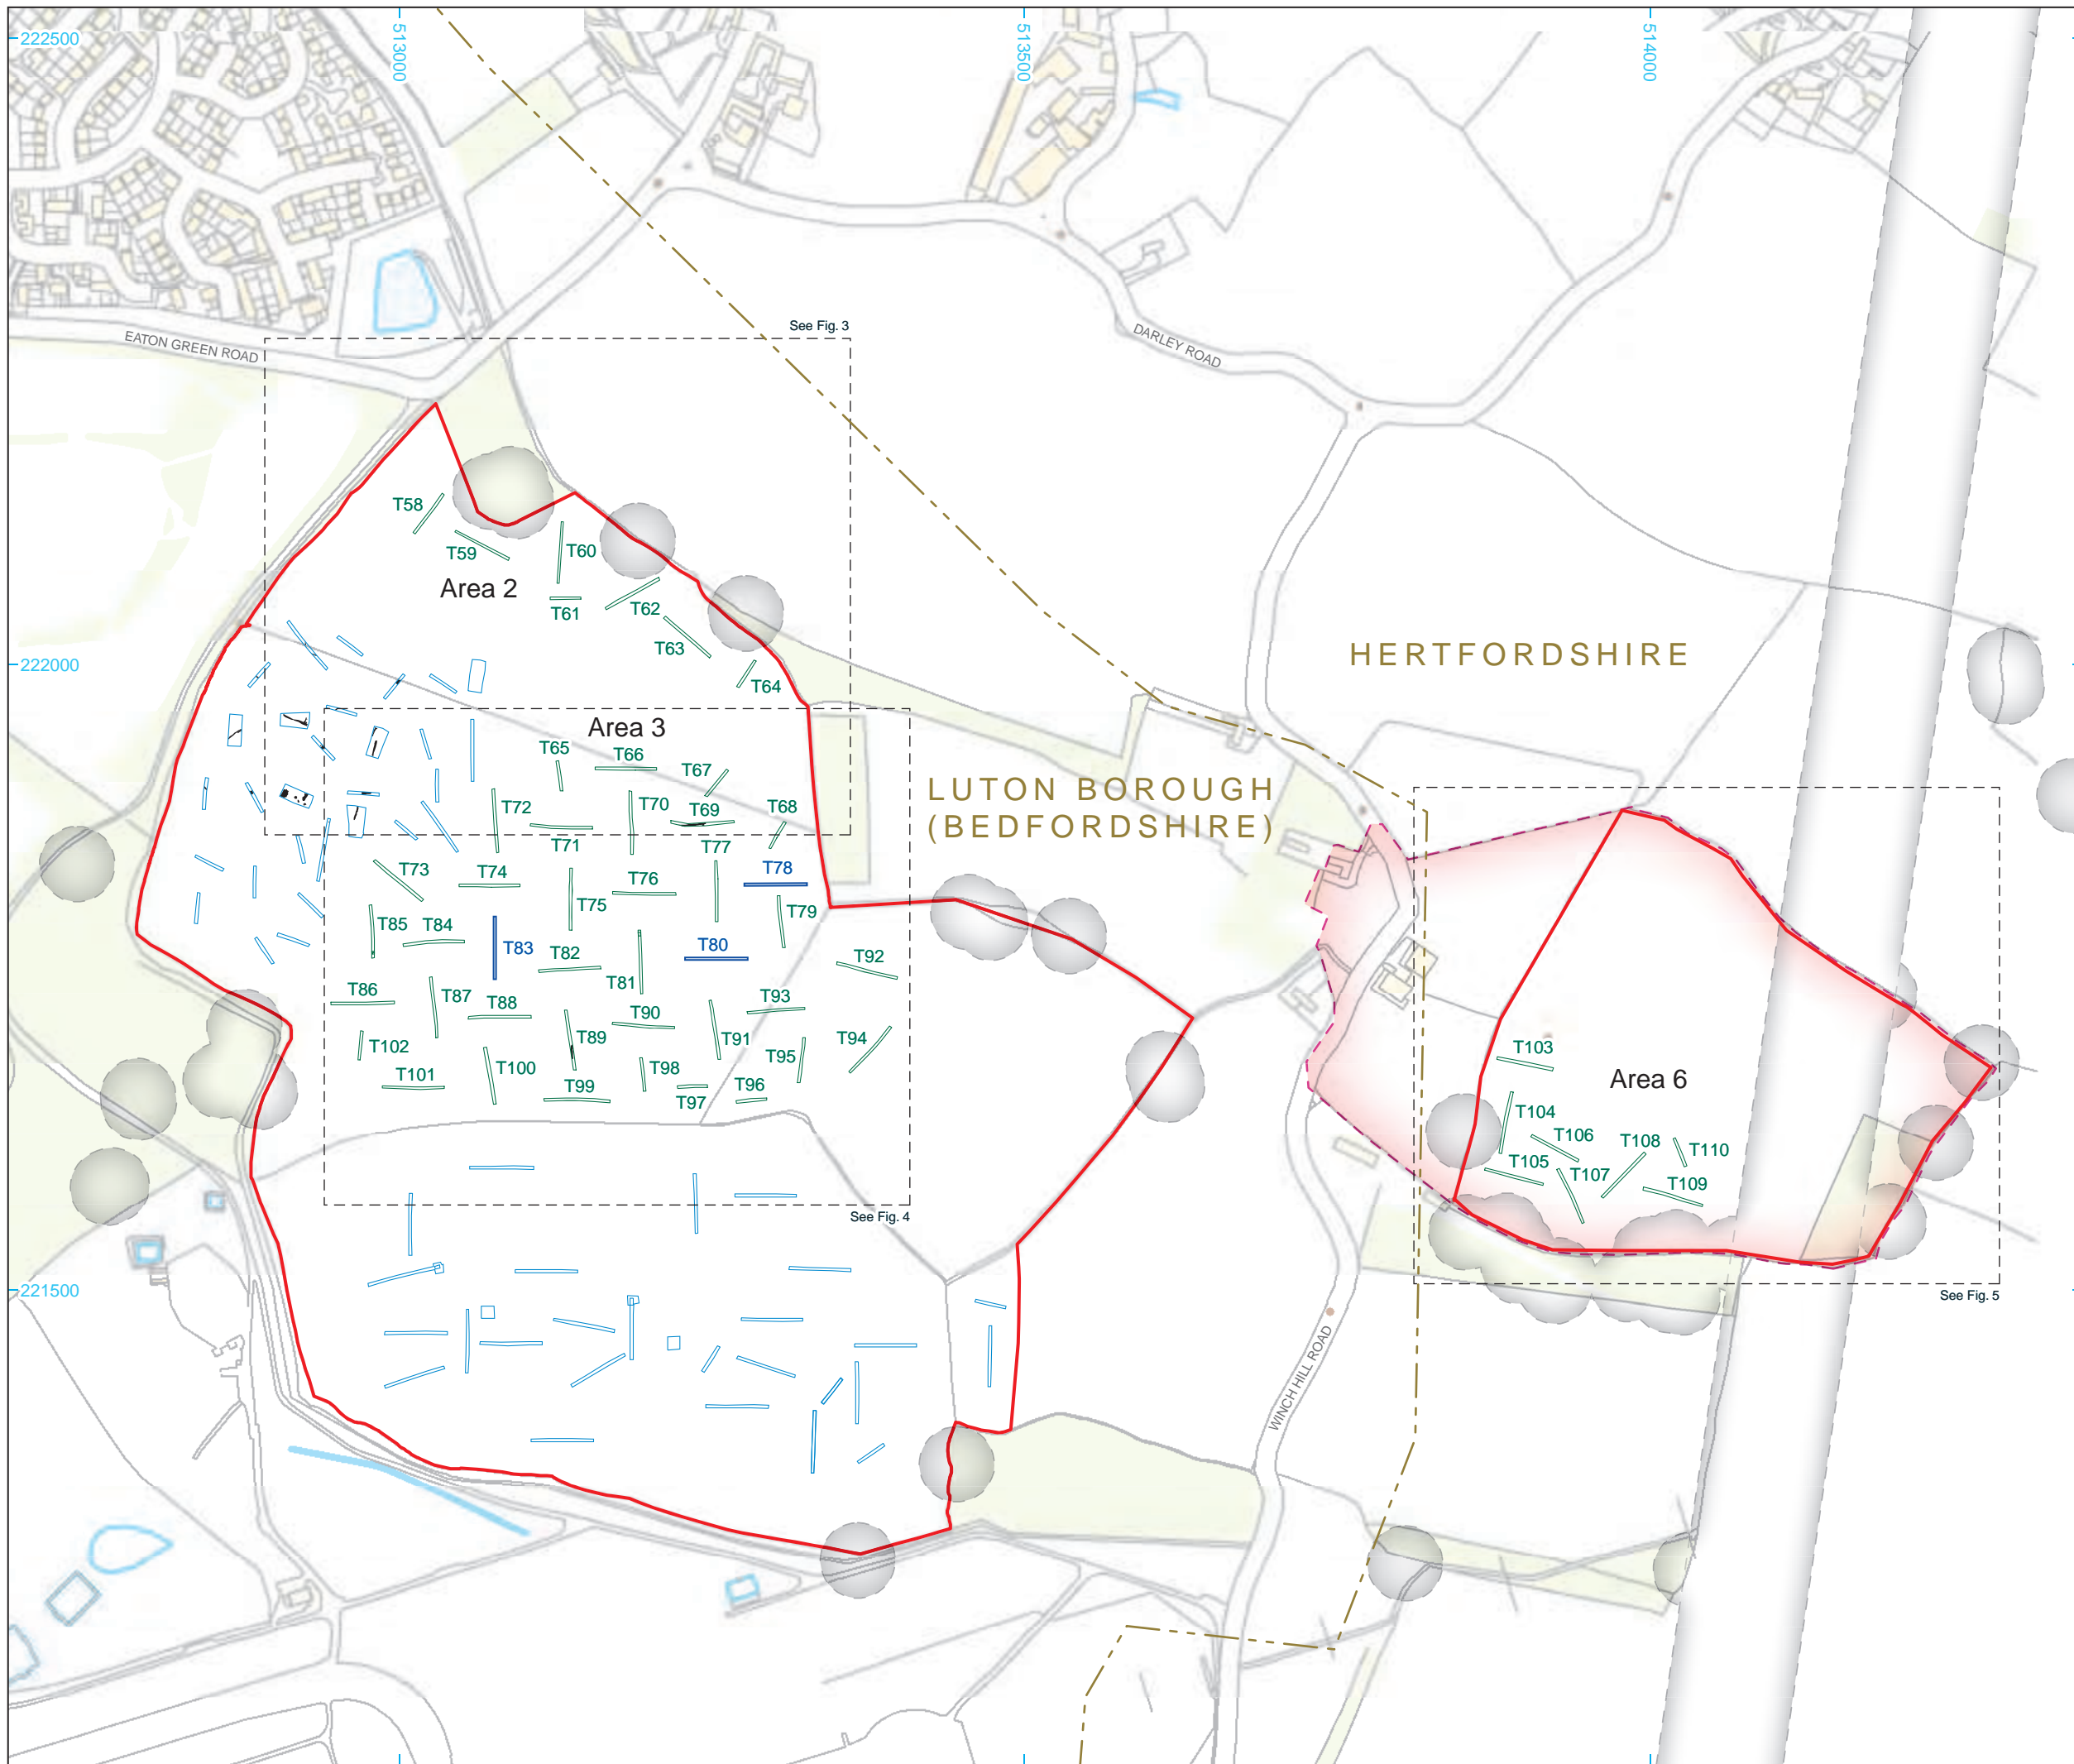 222500
513000
513500
514000
EATON GREEN ROAD
See Fig. 3
DARLEY ROAD
T58
T59
T60
Area 2
T61
T62
T63
T64
HERTFORDSHIRE
222000
Area 3
T65
T66
T67
T72
T70
T69
T68
T71
LUTON BOROUGH
(BEDFORDSHIRE)
T73
T74
T77
T78
T76
T75
T79
T85
T84
T83
T82
T80
T81
T92
T86
T87
T88
T90
T93
T89
T91
T94
T95
T102
T101
T100
T98
T99
T97
T96
T103
Area 6
T104
T106
T108
T110
T105
T107
T109
See Fig. 4
See Fig. 5
221500
WINCH HILL ROAD